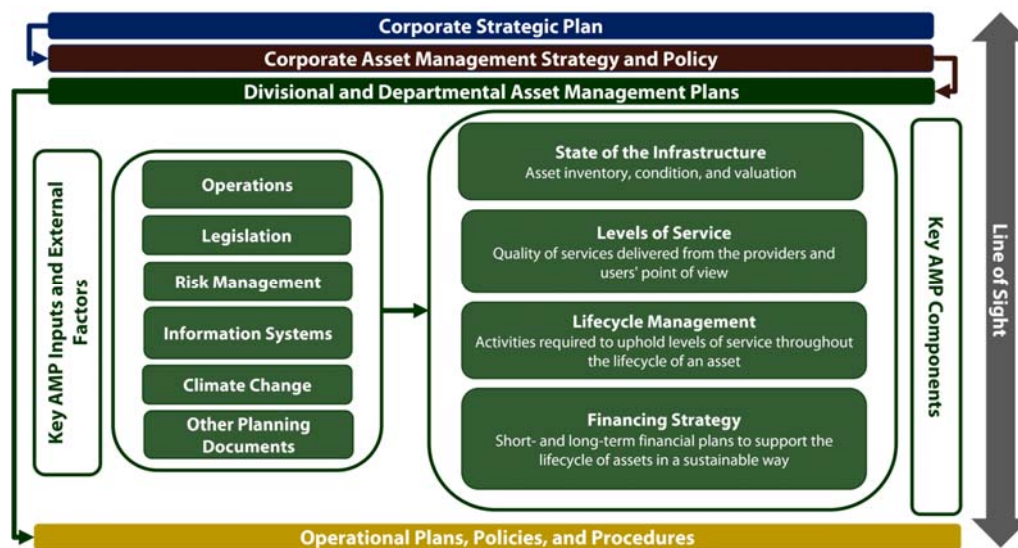 Corporate Strategic Plan
Corporate Asset Management Strategy and Policy
Divisional and Departmental Asset Management Plans
Key AMP Inputs and External
Factors
Operations
Legislation
Risk Management
Information Systems
Climate Change
Other Planning
Documents
State of the Infrastructure
Asset inventory, condition, and valuation
Levels of Service
Quality of services delivered from the providers and
users' point of view
Lifecycle Management
Activities required to uphold levels of service throughout
the lifecycle of an asset
Financing Strategy
Short- and long-term financial plans to support the
lifecycle of assets in a sustainable way
Key AMP Components
Line of Sight
Operational Plans, Policies, and Procedures